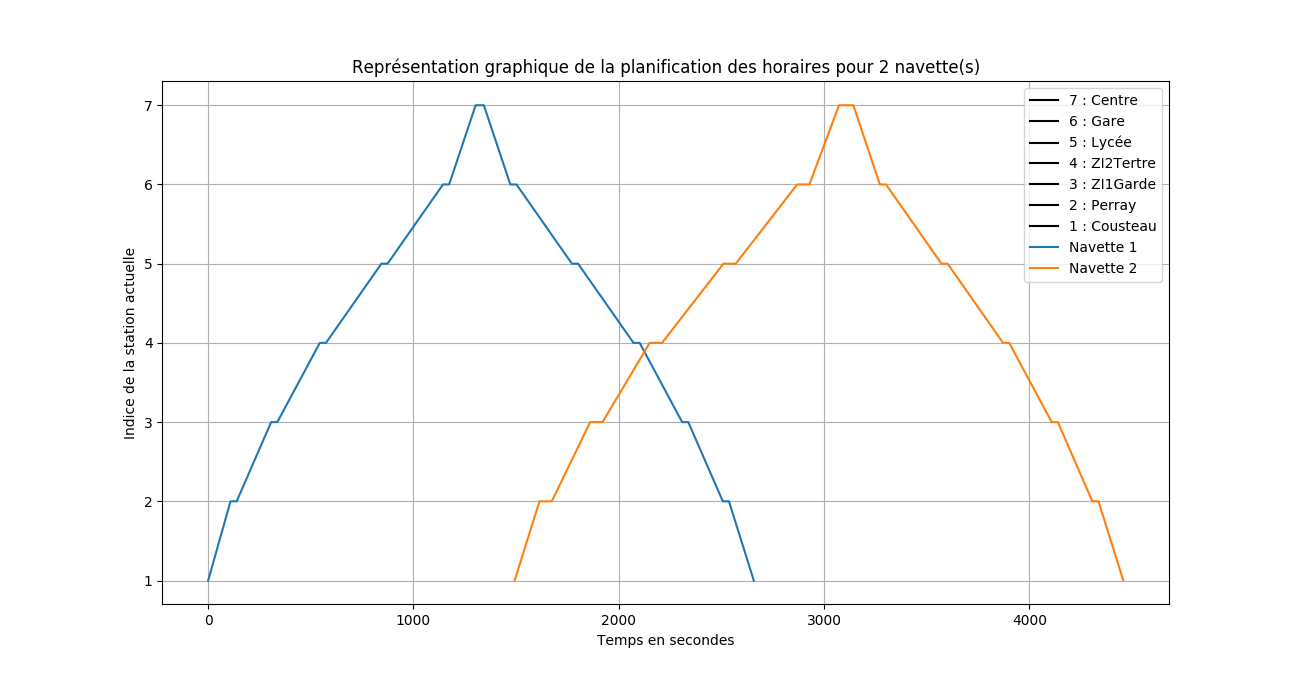 Représentation graphique de la planification des horaires pour 2 navette(s)
7
6
5
4
3
2
1
Indice de la station actuelle
7 : Centre
6 : Gare
5 : Lycée
4 : ZI2Tertre
3 : ZI1Garde
2 : Perray
1 : Cousteau
Navette 1
Navette 2
0 1000 2000 3000 4000
Temps en secondes